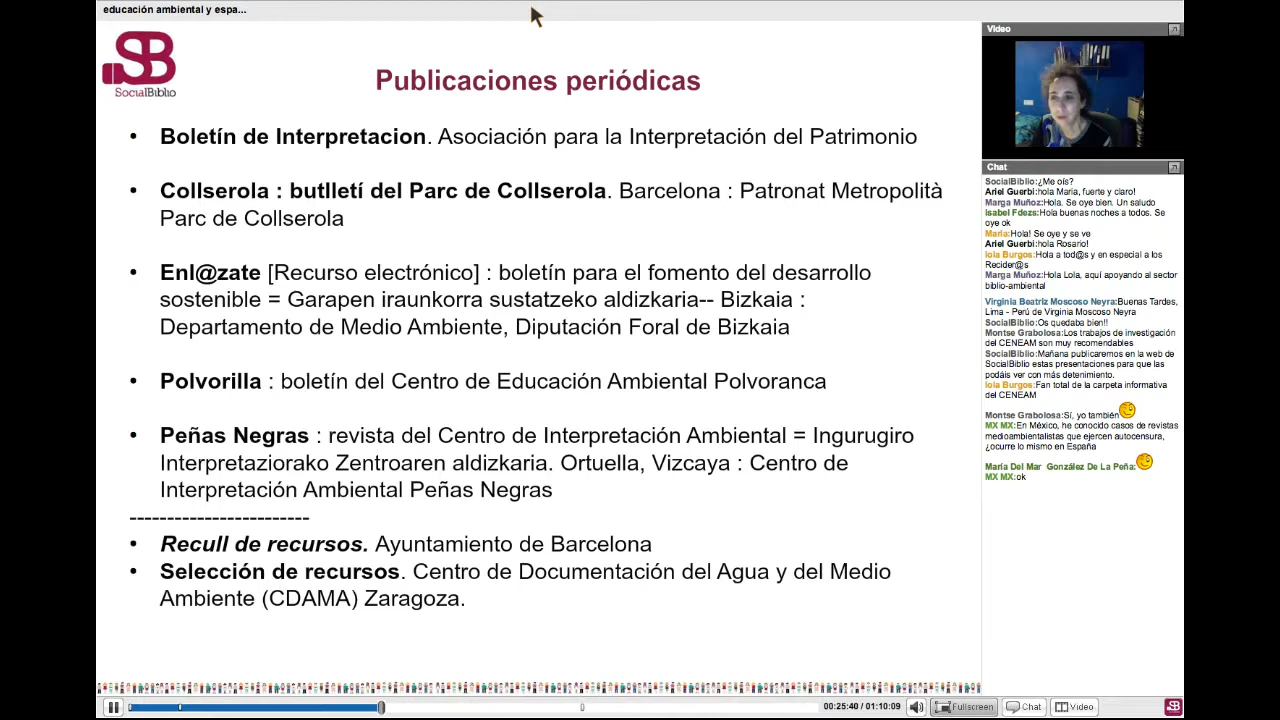 educación ambiental y espa...
SB
SocialBiblio
Publicaciones periódicas
• Boletín de Interpretacion. Asociación para la Interpretación del Patrimonio
• Collserola : butlletí del Parc de Collserola. Barcelona : Patronat Metropolità
Parc de Collserola
• Enl@zate [Recurso electrónico] : boletín para el fomento del desarrollo
sostenible = Garapen iraunkorra sustatzeko aldizkaria-- Bizkaia :
Departamento de Medio Ambiente, Diputación Foral de Bizkaia
• Polvorilla : boletín del Centro de Educación Ambiental Polvoranca
• Peñas Negras : revista del Centro de Interpretación Ambiental = Ingurugiro
Interpretaziorako Zentroaren aldizkaria. Ortuella, Vizcaya : Centro de
Interpretación Ambiental Peñas Negras
------------------------
• Recull de recursos. Ayuntamiento de Barcelona
• Selección de recursos. Centro de Documentación del Agua y del Medio
Ambiente (CDAMA) Zaragoza.
Video
Chat
SocialBiblio:¿Me oís?
Ariel Guerbi:hola María, fuerte y claro!
Marga Muñoz:Hola. Se oye bien. Un saludo
Isabel Fdezs:Hola buenas noches a todos. Se
oye ok
María:Hola! Se oye y se ve
Ariel Guerbi:hola Rosario!
lola Burgos:Hola a tod@s y en especial a los
Recider@s
Marga Muñoz:Hola Lola, aquí apoyando al sector
biblio-ambiental
Virginia Beatriz Moscoso Neyra:Buenas Tardes,
Lima - Perú de Virginia Moscoso Neyra
SocialBiblio:Os quedaba bien!!
Montse Grabolosa:Los trabajos de investigación
del CENEAM son muy recomendables
SocialBiblio:Mañana publicaremos en la web de
SocialBiblio estas presentaciones para que las
podáis ver con más detenimiento.
lola Burgos:Fan total de la carpeta informativa
del CENEAM
Montse Grabolosa:Sí, yo también
MX MX:En México, he conocido casos de revistas
medioambientalistas que ejercen autocensura,
¿ocurre lo mismo en España
María Del Mar González De La Peña:
MX MX:ok
00:25:40 / 01:10:09
Fullscreen
Chat
Video
SB